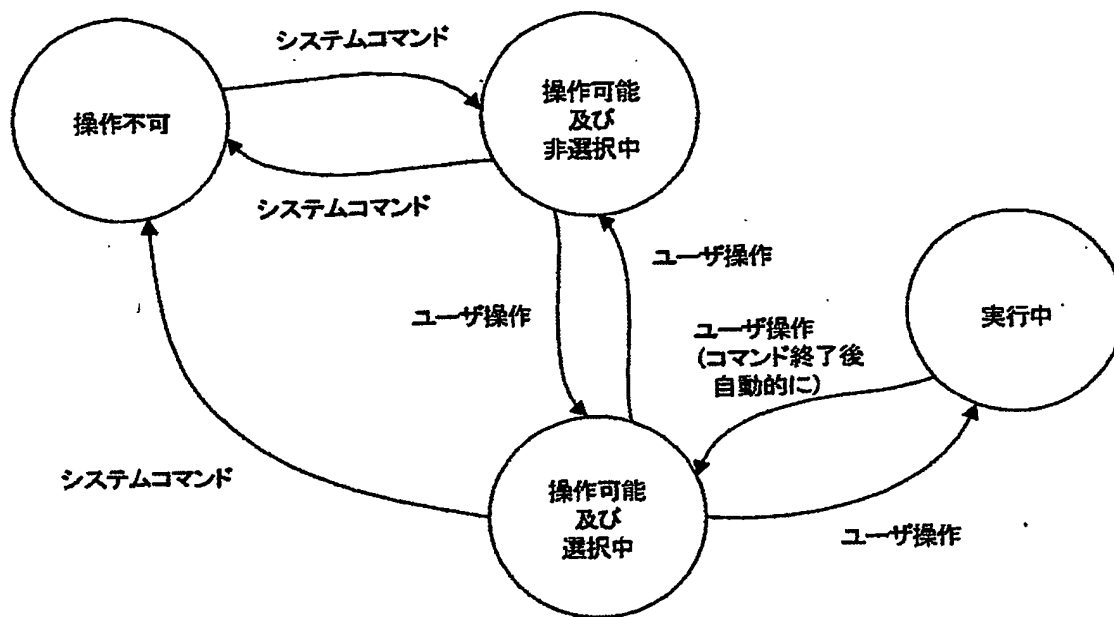 システムコマンド
操作不可
操作可能
及び
非選択中
システムコマンド
ユーザ操作
ユーザ操作
実行中
ユーザ操作
(コマンド終了後
自動的に)
システムコマンド
操作可能
及び
選択中
ユーザ操作